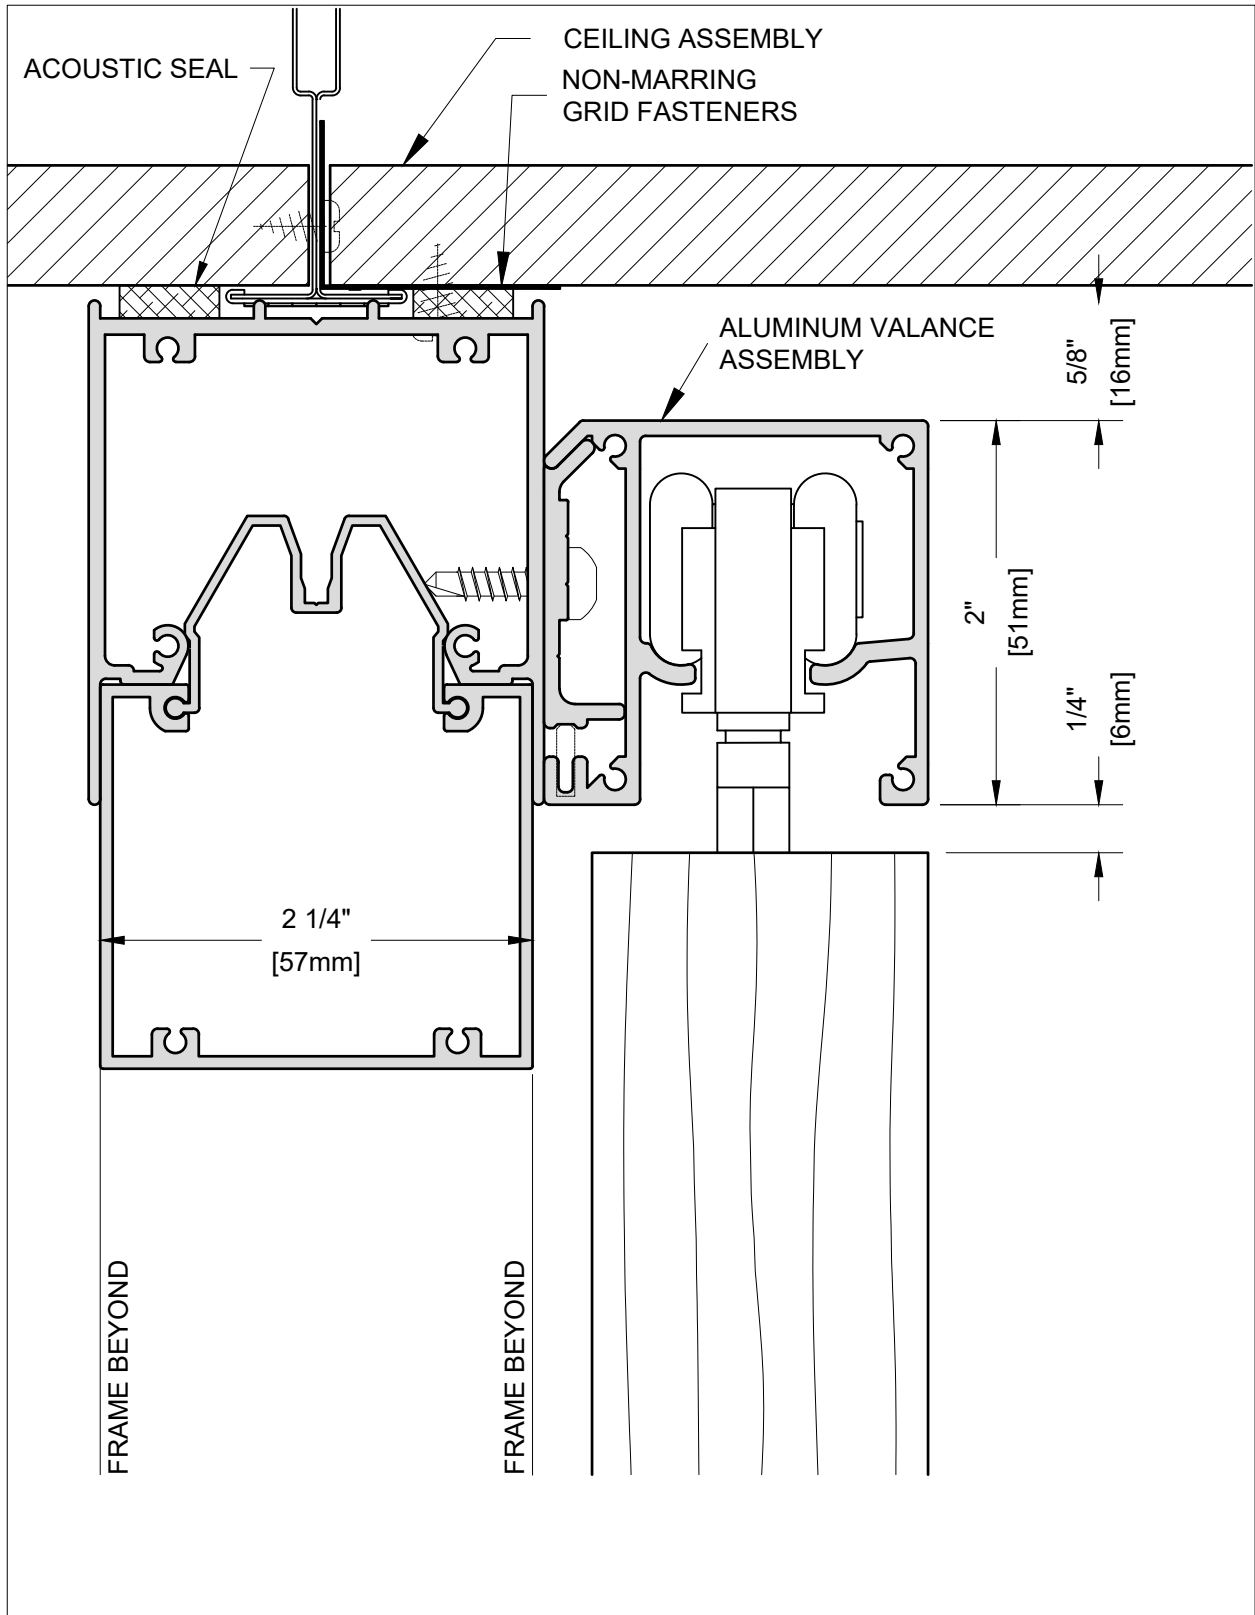 CEILING ASSEMBLY
ACOUSTIC SEAL
NON-MARRING
GRID FASTENERS
ALUMINUM VALANCE
ASSEMBLY
5/8"
[16mm]
2"
[51mm]
1/4"
[6mm]
2 1/4"
[57mm]
FRAME BEYOND
FRAME BEYOND